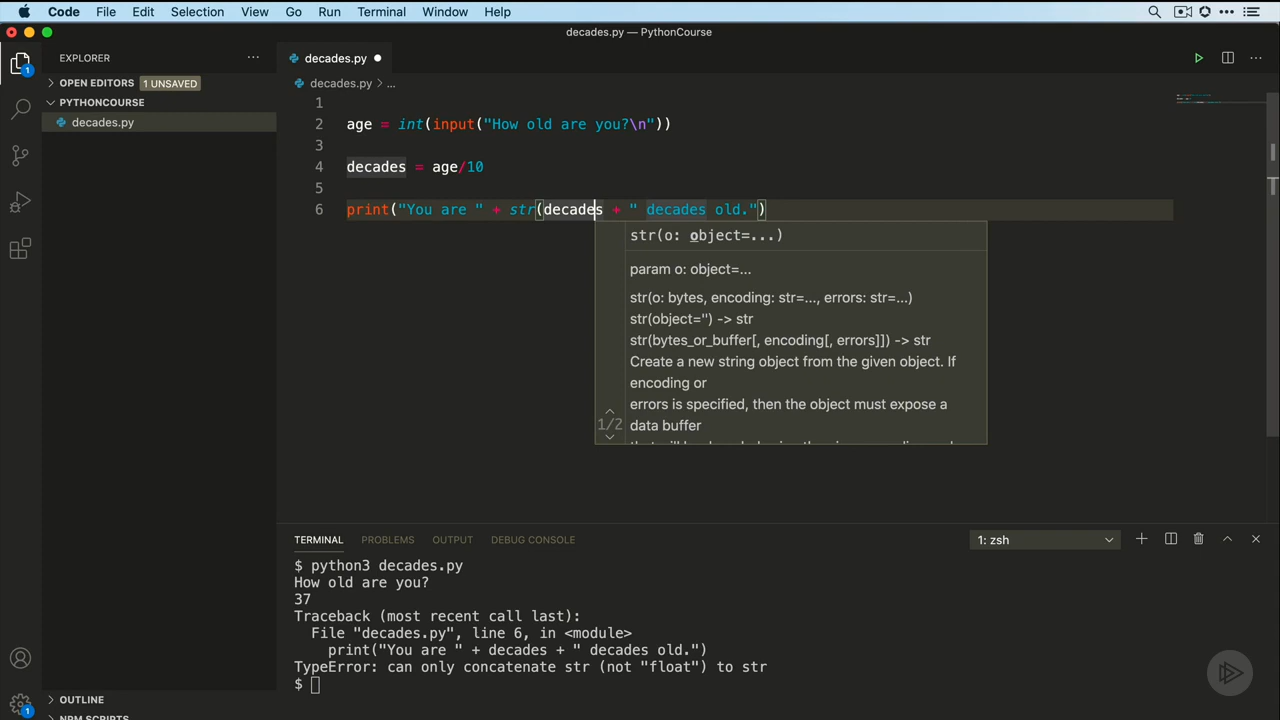 Code File Edit Selection View Go Run Terminal Window Help
decades.py — PythonCourse
EXPLORER
decades.py
OPEN EDITORS 1 UNSAVED
decades.py > ...
PYTHONCOURSE
decades.py
1
2 age = int(input("How old are you?\n"))
3
4 decades = age/10
5
6 print("You are " + str(decades + " decades old.")
str(o: object=...)
param o: object=...
str(o: bytes, encoding: str=..., errors: str=...)
str(object='') -> str
str(bytes_or_buffer[, encoding[, errors]]) -> str
Create a new string object from the given object. If
encoding or
errors is specified, then the object must expose a
data buffer
1/2
TERMINAL PROBLEMS OUTPUT DEBUG CONSOLE 1: zsh
$ python3 decades.py
How old are you?
37
Traceback (most recent call last):
File "decades.py", line 6, in <module>
print("You are " + decades + " decades old.")
TypeError: can only concatenate str (not "float") to str
$
1
1
OUTLINE
NPM SCRIPTS